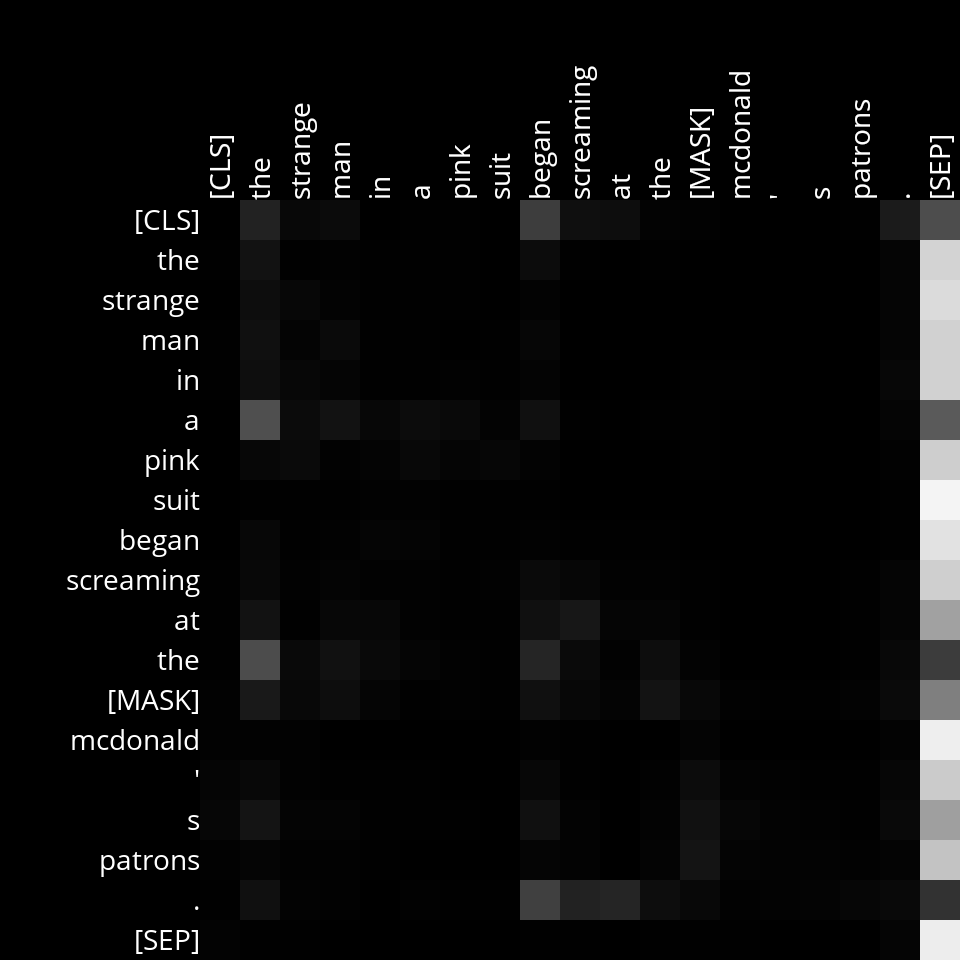 [CLS] the strange man in a pink suit began screaming at the [MASK] mcdonald ' s patrons . [SEP]
[CLS]
the
strange
man
in
a
pink
suit
began
screaming
at
the
[MASK]
mcdonald
'
s
patrons
.
[SEP]